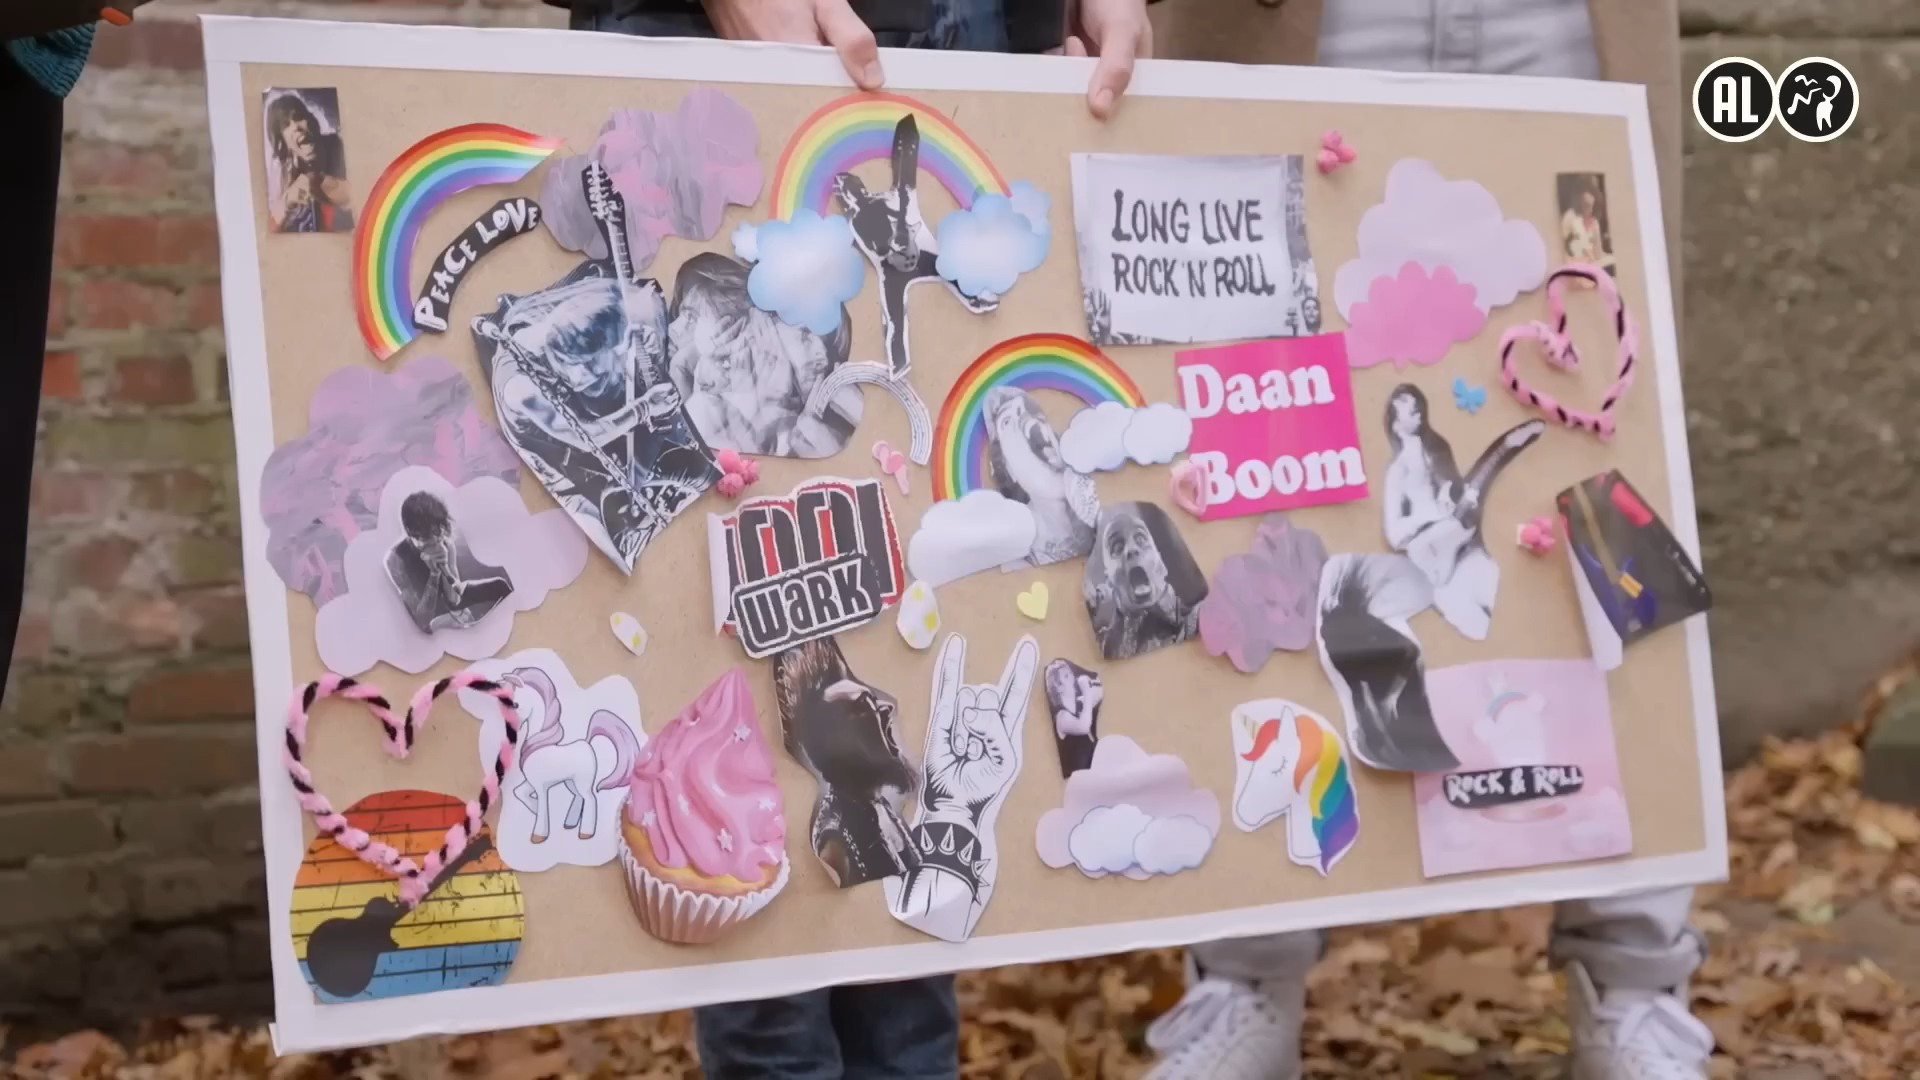 AL
PEACE LOVE
LONG LIVE
ROCK 'N' ROLL
Daan
Boom
WARK
ROCK & ROLL